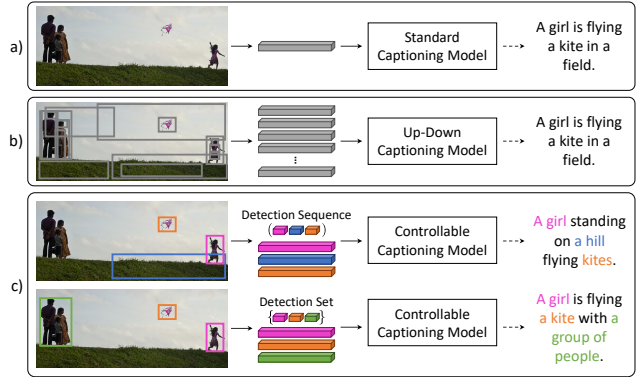 a)
Standard
Captioning Model
A girl is flying
a kite in a
field.
b)
⋮
Up-Down
Captioning Model
A girl is flying
a kite in a
field.
c)
Detection Sequence
( )
Controllable
Captioning Model
A girl standing
on a hill
flying kites.
Detection Set
{ }
Controllable
Captioning Model
A girl is flying
a kite with a
group of
people.